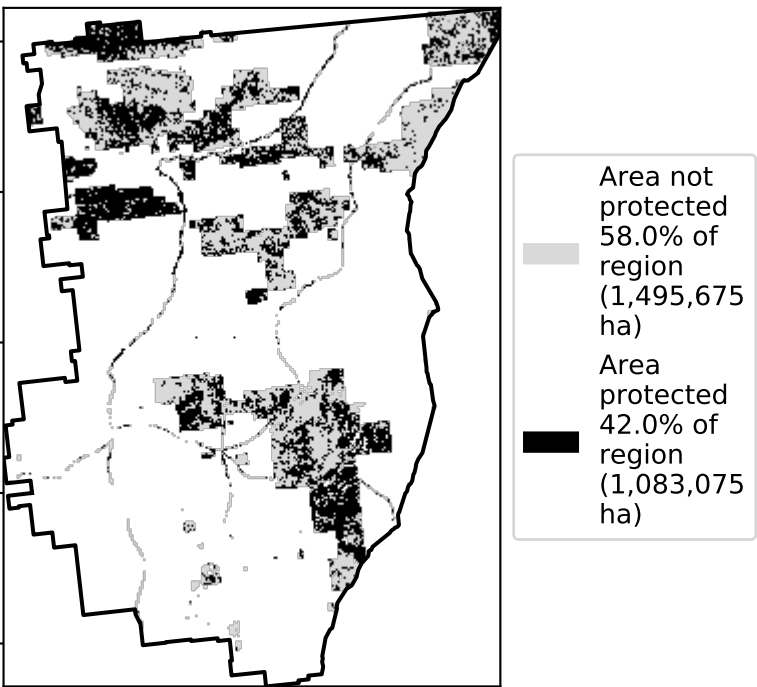 Area not
protected
58.0% of
region
(1,495,675
ha)
Area
protected
42.0% of
region
(1,083,075
ha)